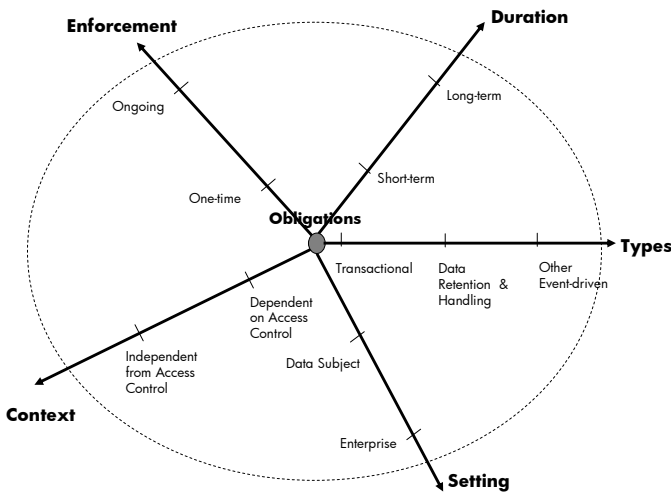 Duration
Enforcement
Long-term
Ongoing
Short-term
One-time
Obligations
Types
Transactional
Data
Retention &
Handling
Other
Event-driven
Dependent
on Access
Control
Independent
from Access
Control
Data Subject
Context
Enterprise
Setting